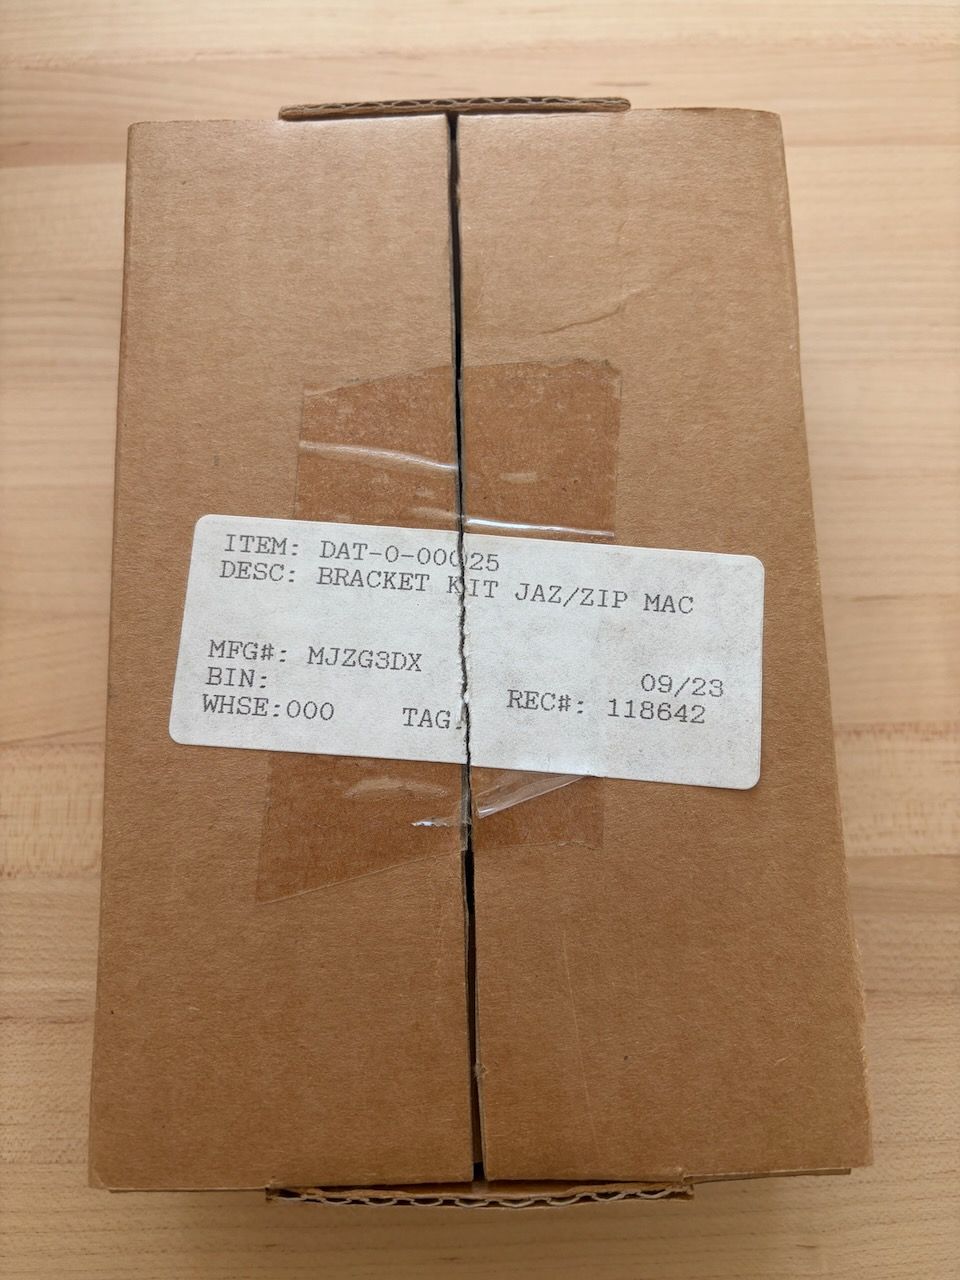 ITEM: DAT-0-00025
DESC: BRACKET KIT JAZ/ZIP MAC
MFG#: MJZG3DX
09/23
BIN:
REC#: 118642
WHSE:000
TAG